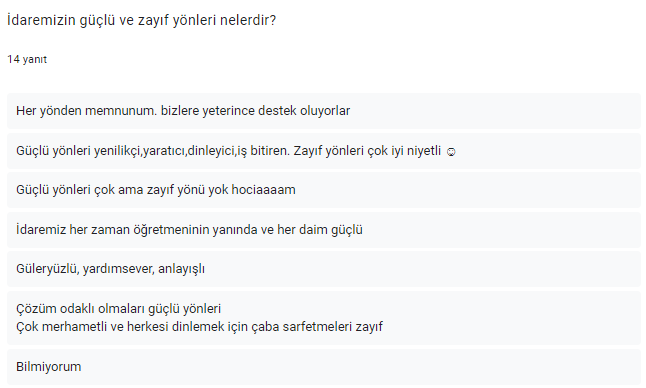 İdaremizin güçlü ve zayıf yönleri nelerdir?
14 yanıt
Her yönden memnunum. bizlere yeterince destek oluyorlar
Güçlü yönleri yenilikçi,yaratıcı,dinleyici,iş bitiren. Zayıf yönleri çok iyi niyetli ☺
Güçlü yönleri çok ama zayıf yönü yok hociaaaam
İdaremiz her zaman öğretmeninin yanında ve her daim güçlü
Güleryüzlü, yardımsever, anlayışlı
Çözüm odaklı olmaları güçlü yönleri
Çok merhametli ve herkesi dinlemek için çaba sarfetmeleri zayıf
Bilmiyorum